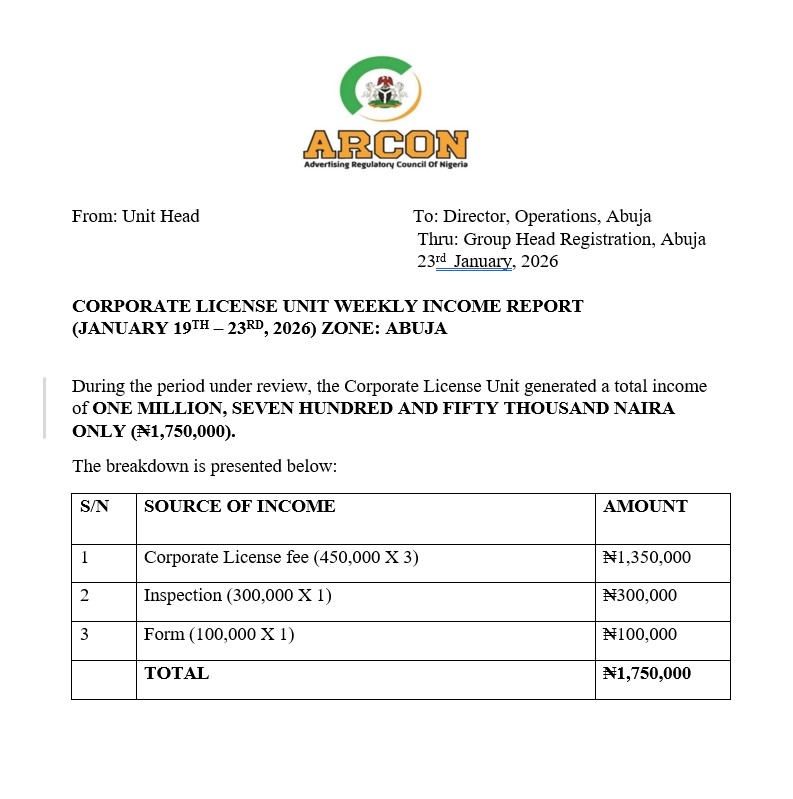 ARCON
Advertising Regulatory Council Of Nigeria
From: Unit Head To: Director, Operations, Abuja
Thru: Group Head Registration, Abuja
23rd January, 2026
CORPORATE LICENSE UNIT WEEKLY INCOME REPORT
(JANUARY 19TH – 23RD, 2026) ZONE: ABUJA
During the period under review, the Corporate License Unit generated a total income
of ONE MILLION, SEVEN HUNDRED AND FIFTY THOUSAND NAIRA
ONLY (₦1,750,000).
The breakdown is presented below:
S/N SOURCE OF INCOME AMOUNT
1 Corporate License fee (450,000 X 3) ₦1,350,000
2 Inspection (300,000 X 1) ₦300,000
3 Form (100,000 X 1) ₦100,000
TOTAL ₦1,750,000